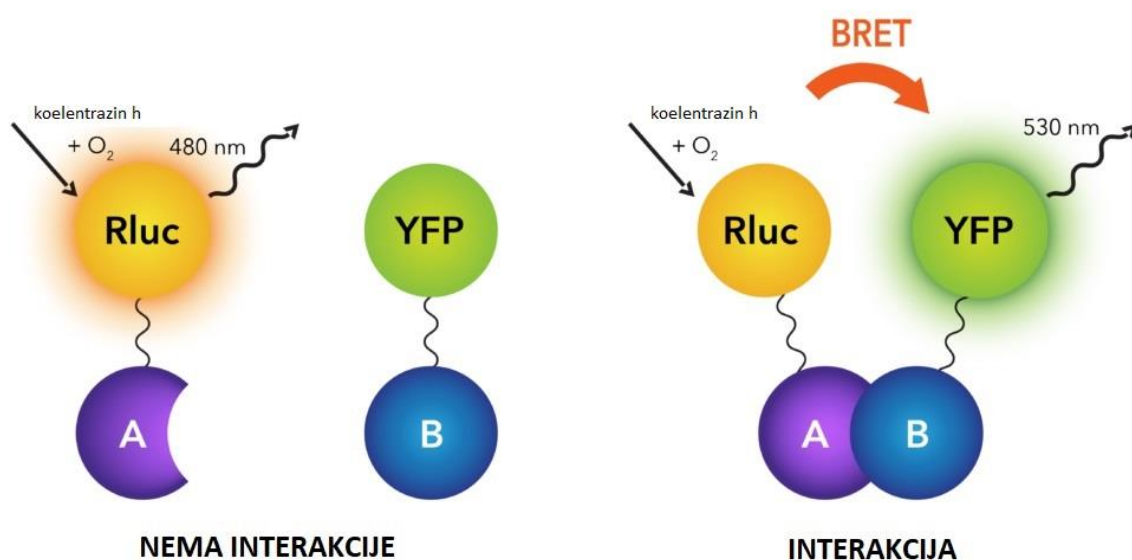 BRET
koelentrazin h
+ O₂
480 nm
Rluc
YFP
A
B
NEMA INTERAKCIJE
koelentrazin h
+ O₂
530 nm
Rluc
YFP
A
B
INTERAKCIJA